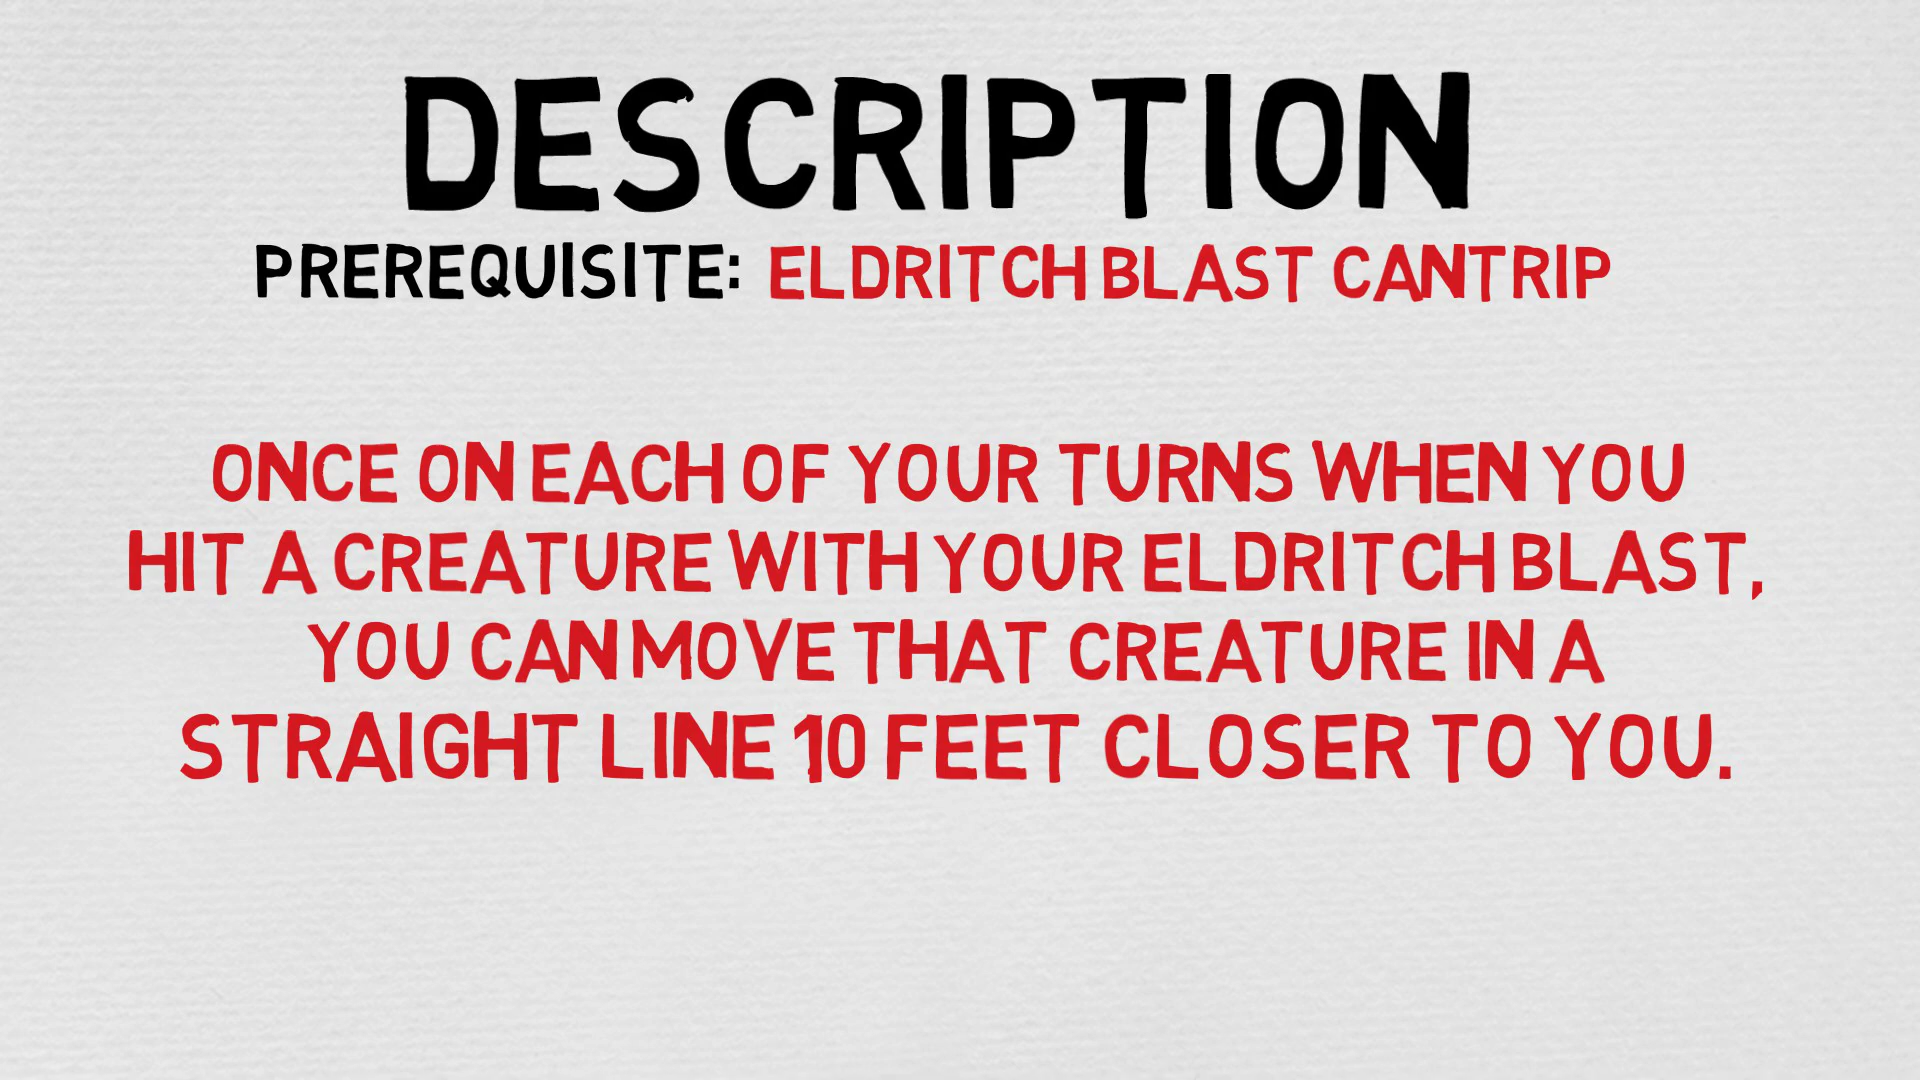 DESCRIPTION
PREREQUISITE: ELDRITCH BLAST CANTRIP
ONCE ON EACH OF YOUR TURNS WHEN YOU
HIT A CREATURE WITH YOUR ELDRITCH BLAST,
YOU CAN MOVE THAT CREATURE IN A
STRAIGHT LINE 10 FEET CLOSER TO YOU.